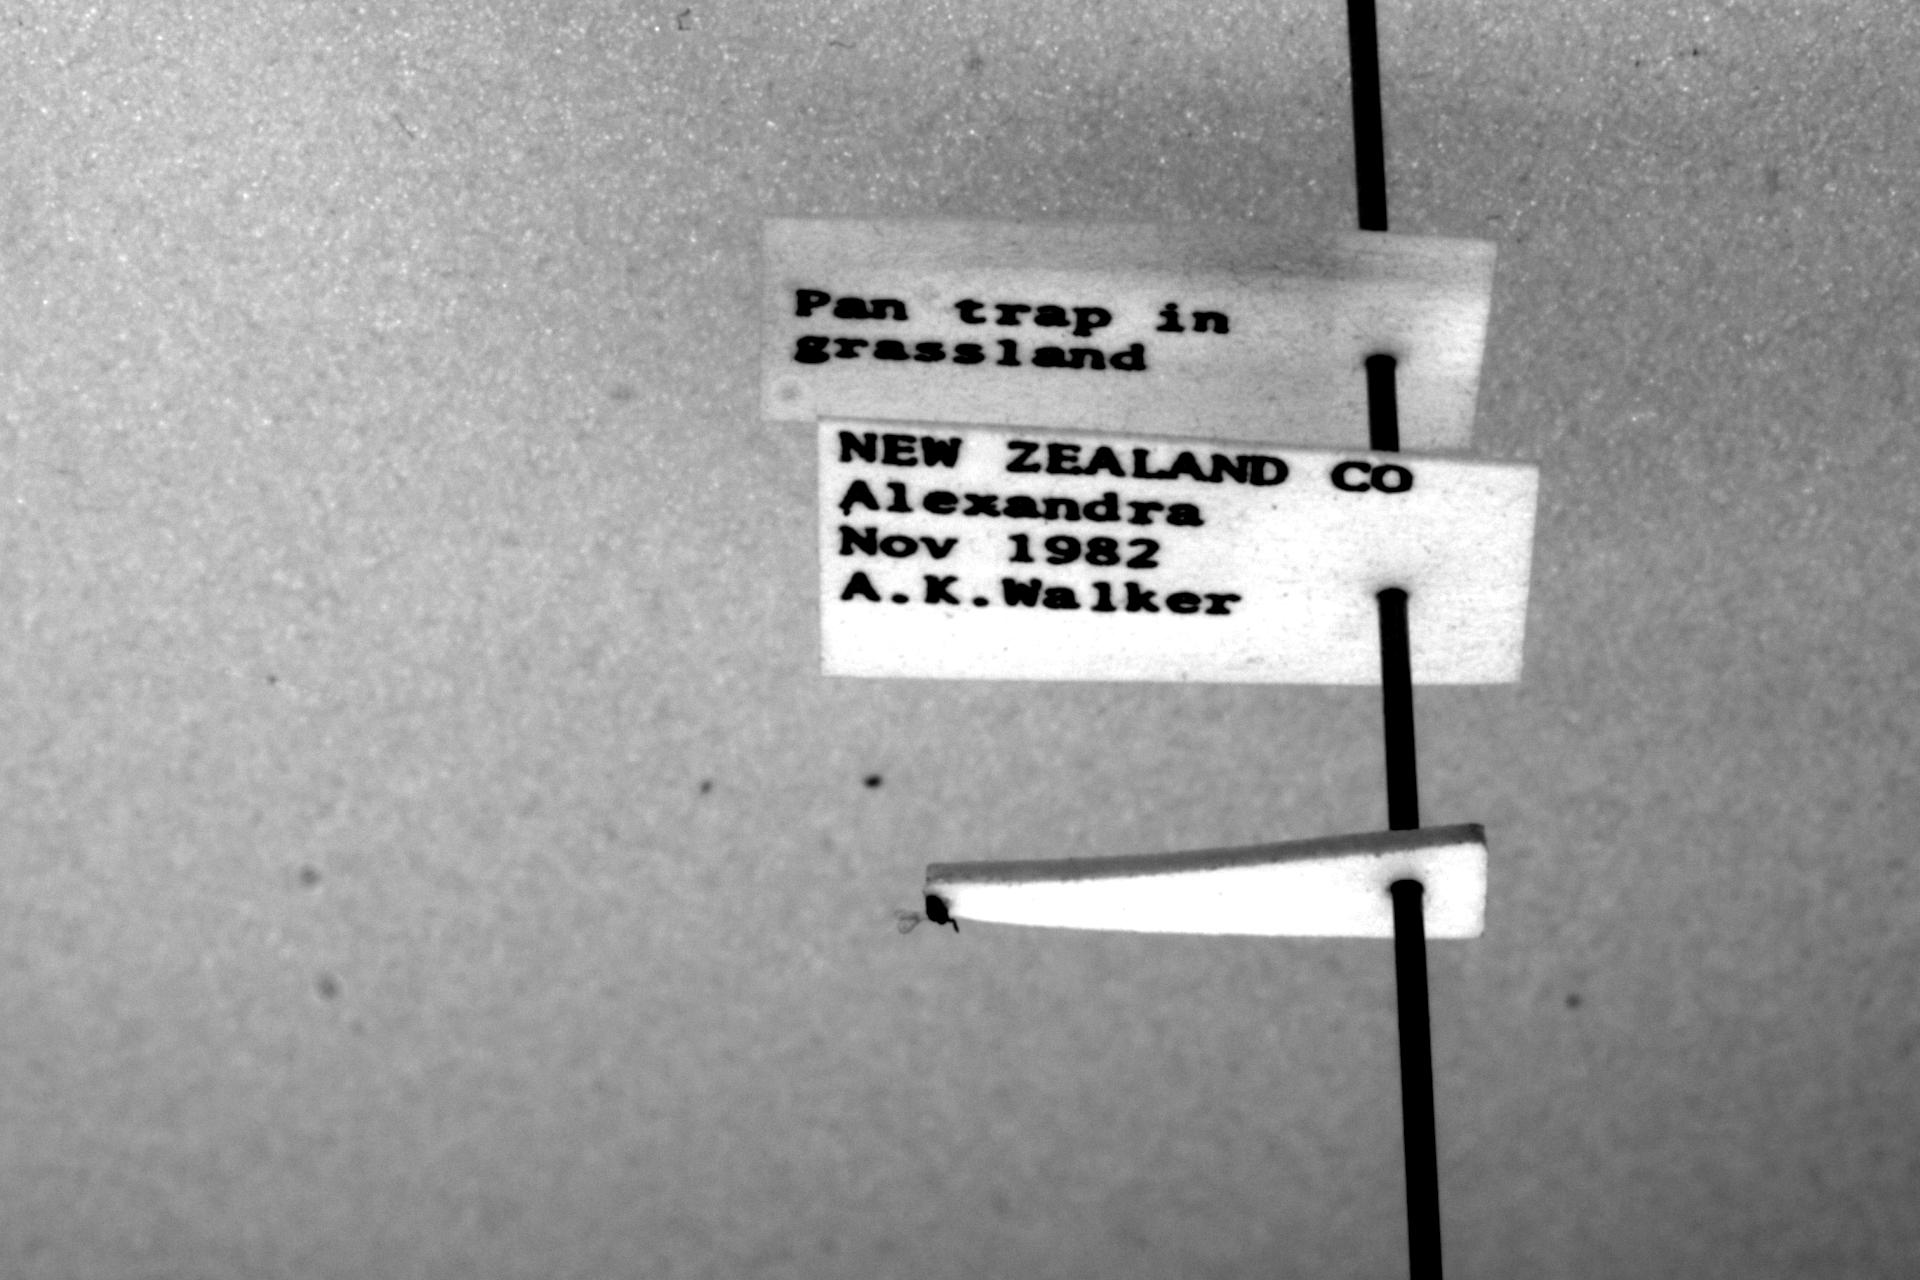 Pan trap in
grassland
NEW ZEALAND CO
Alexandra
Nov 1982
A.K.Walker